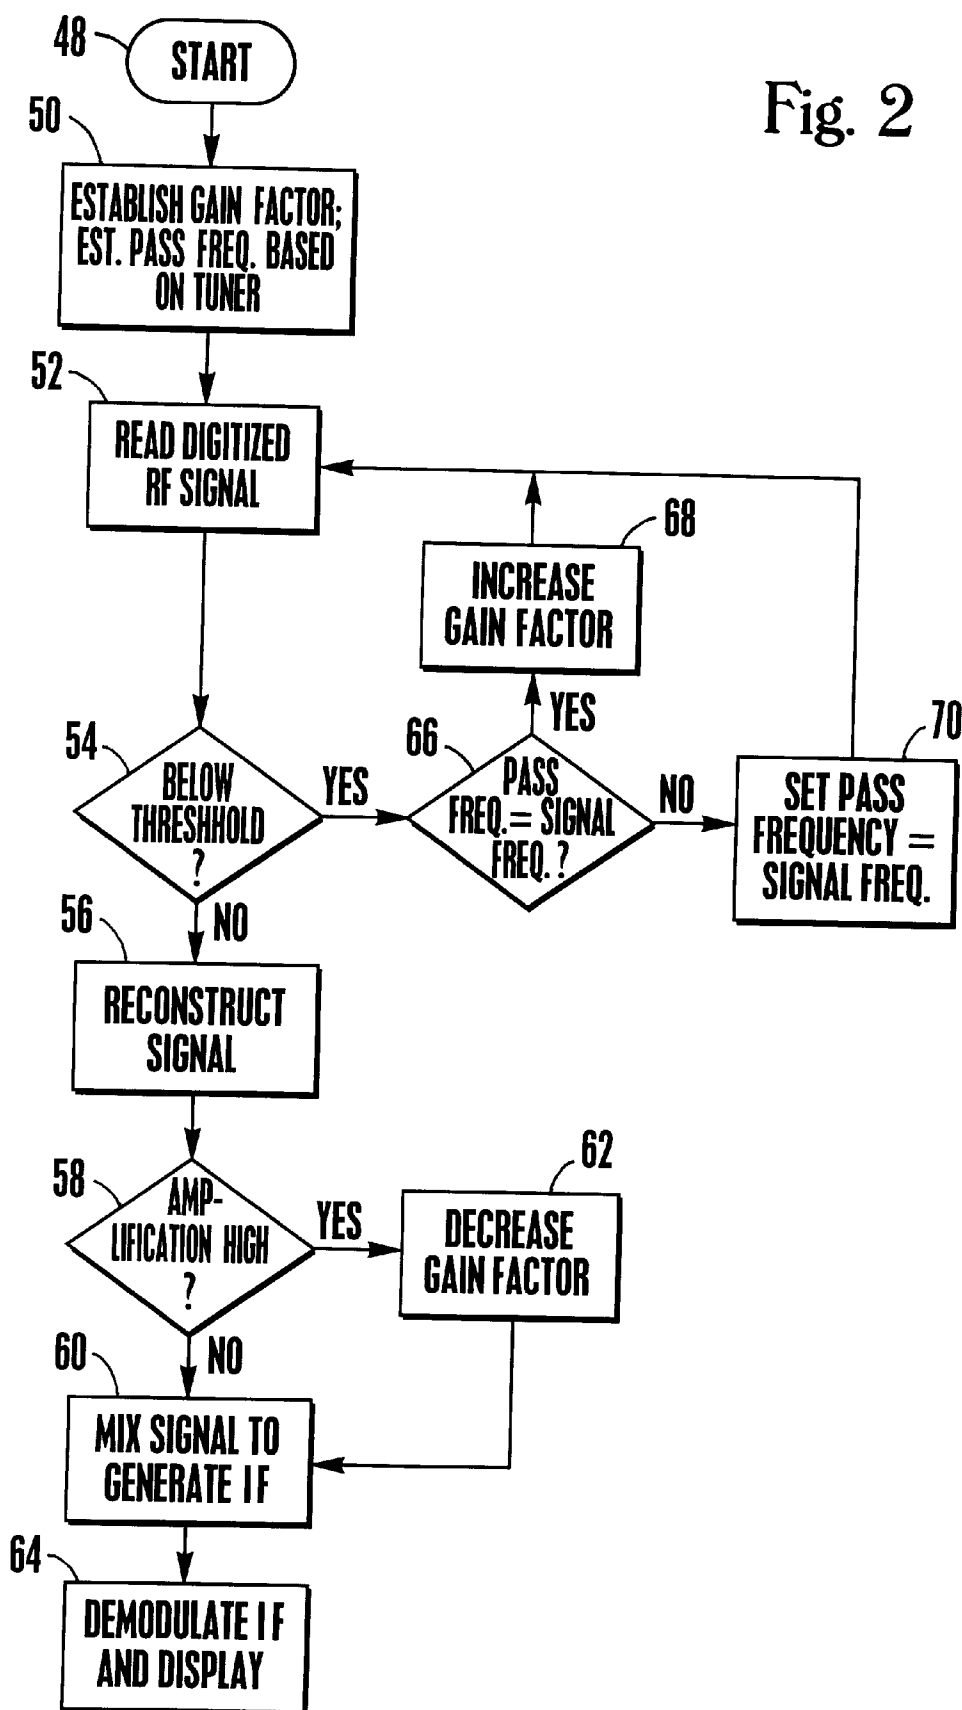 48
START
Fig. 2
50
ESTABLISH GAIN FACTOR;
EST. PASS FREQ. BASED
ON TUNER
52
READ DIGITIZED
RF SIGNAL
68
INCREASE
GAIN FACTOR
54
BELOW
THRESHHOLD
?
YES
66
PASS
FREQ. = SIGNAL
FREQ. ?
YES
NO
70
SET PASS
FREQUENCY =
SIGNAL FREQ.
NO
56
RECONSTRUCT
SIGNAL
58
AMP-
LIFICATION HIGH
?
YES
62
DECREASE
GAIN FACTOR
NO
60
MIX SIGNAL TO
GENERATE IF
64
DEMODULATE IF
AND DISPLAY